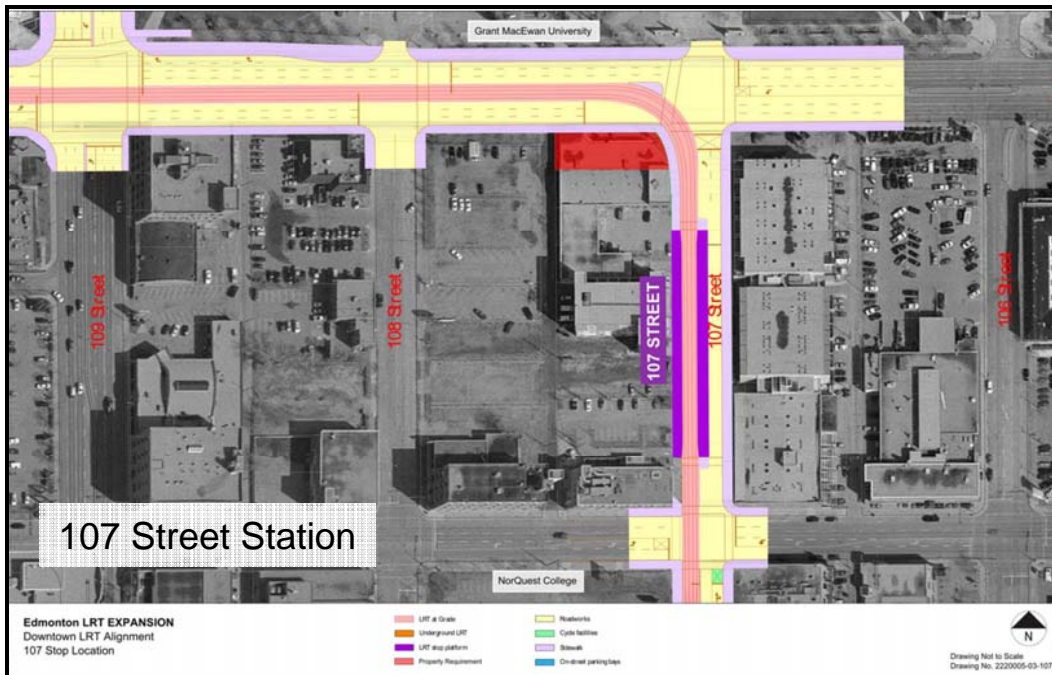 Grant MacEwan University
109 Street
108 Street
107 STREET
107 Street
106 Street
107 Street Station
NorQuest College
Edmonton LRT EXPANSION
Downtown LRT Alignment
107 Stop Location
LRT at Grade
Underground LRT
LRT stop platform
Property Requirement
Roadworks
Cycle facilities
Sidewalk
On-street parking bays
N
Drawing Not to Scale
Drawing No. 2220005-03-107